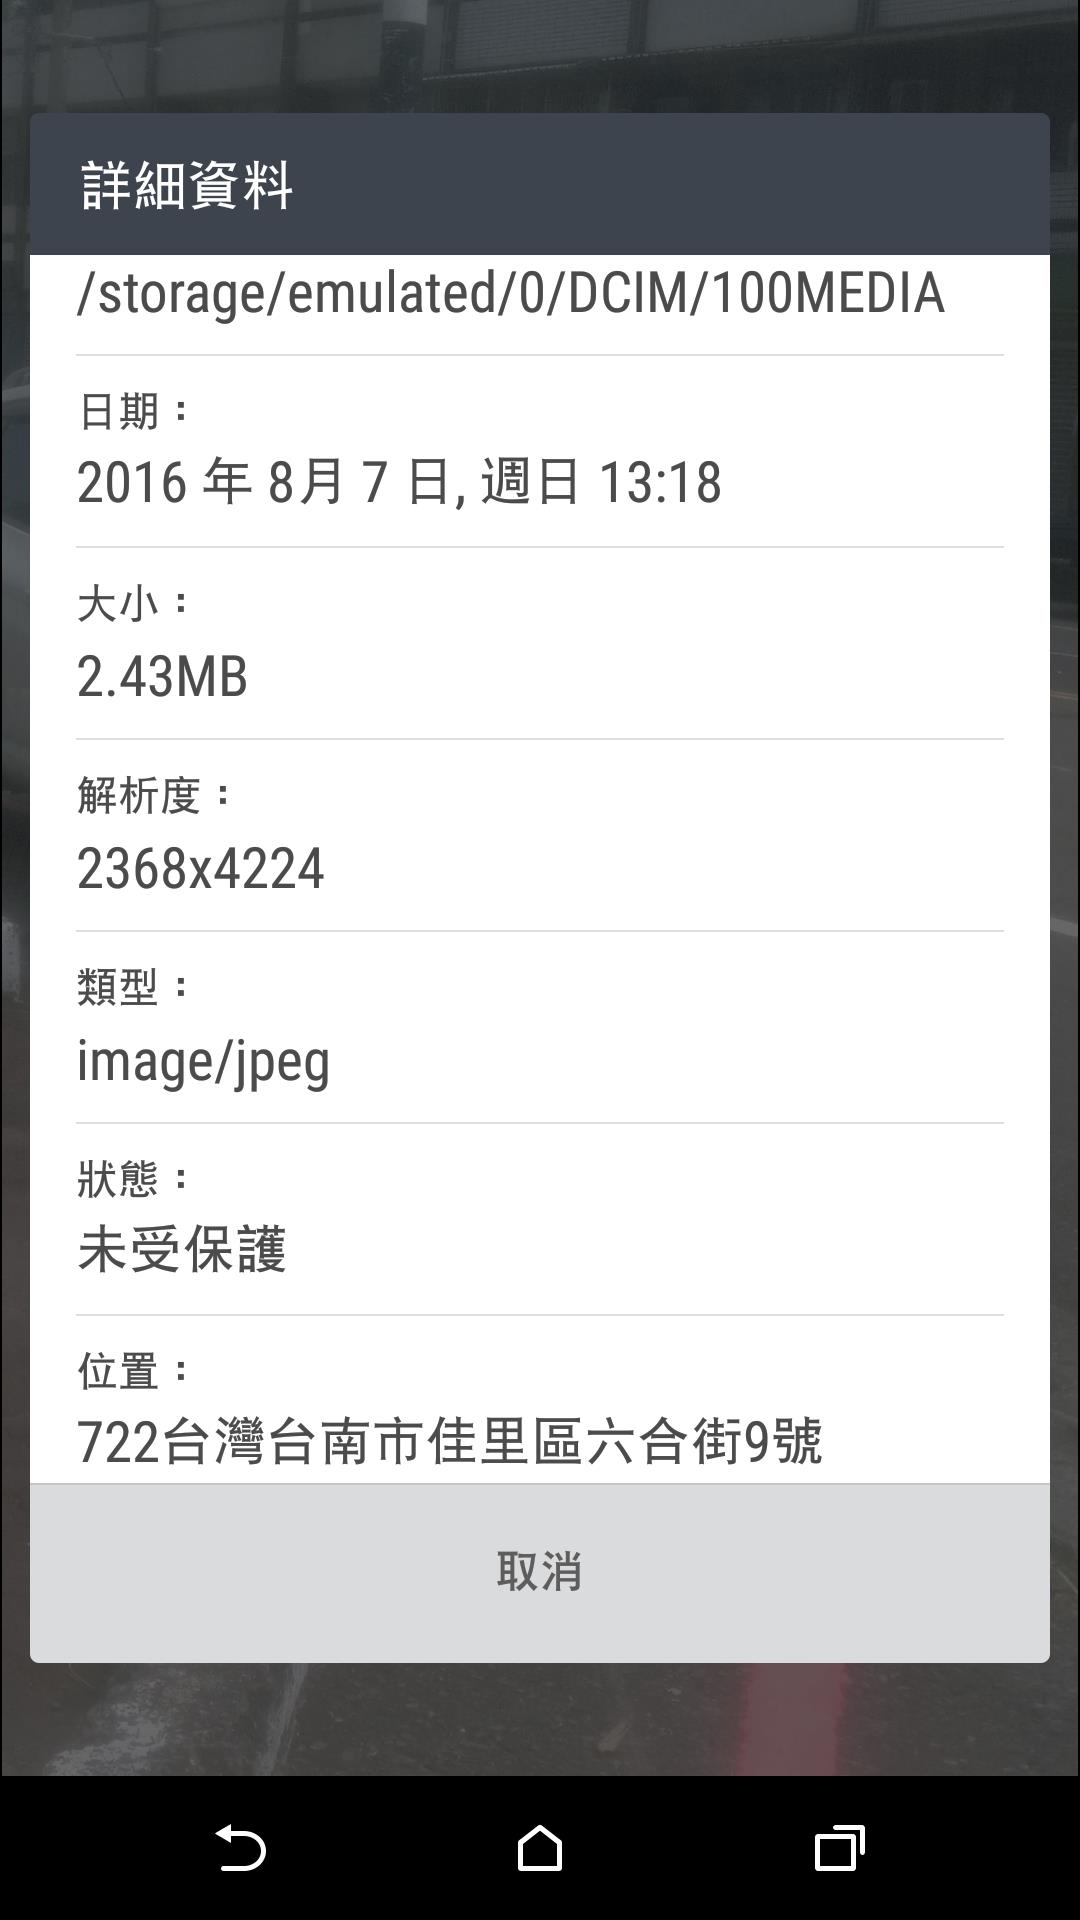 詳細資料
/storage/emulated/0/DCIM/100MEDIA
日期：
2016 年 8月 7 日, 週日 13:18
大小：
2.43MB
解析度：
2368x4224
類型：
image/jpeg
狀態：
未受保護
位置：
722台灣台南市佳里區六合街9號
取消